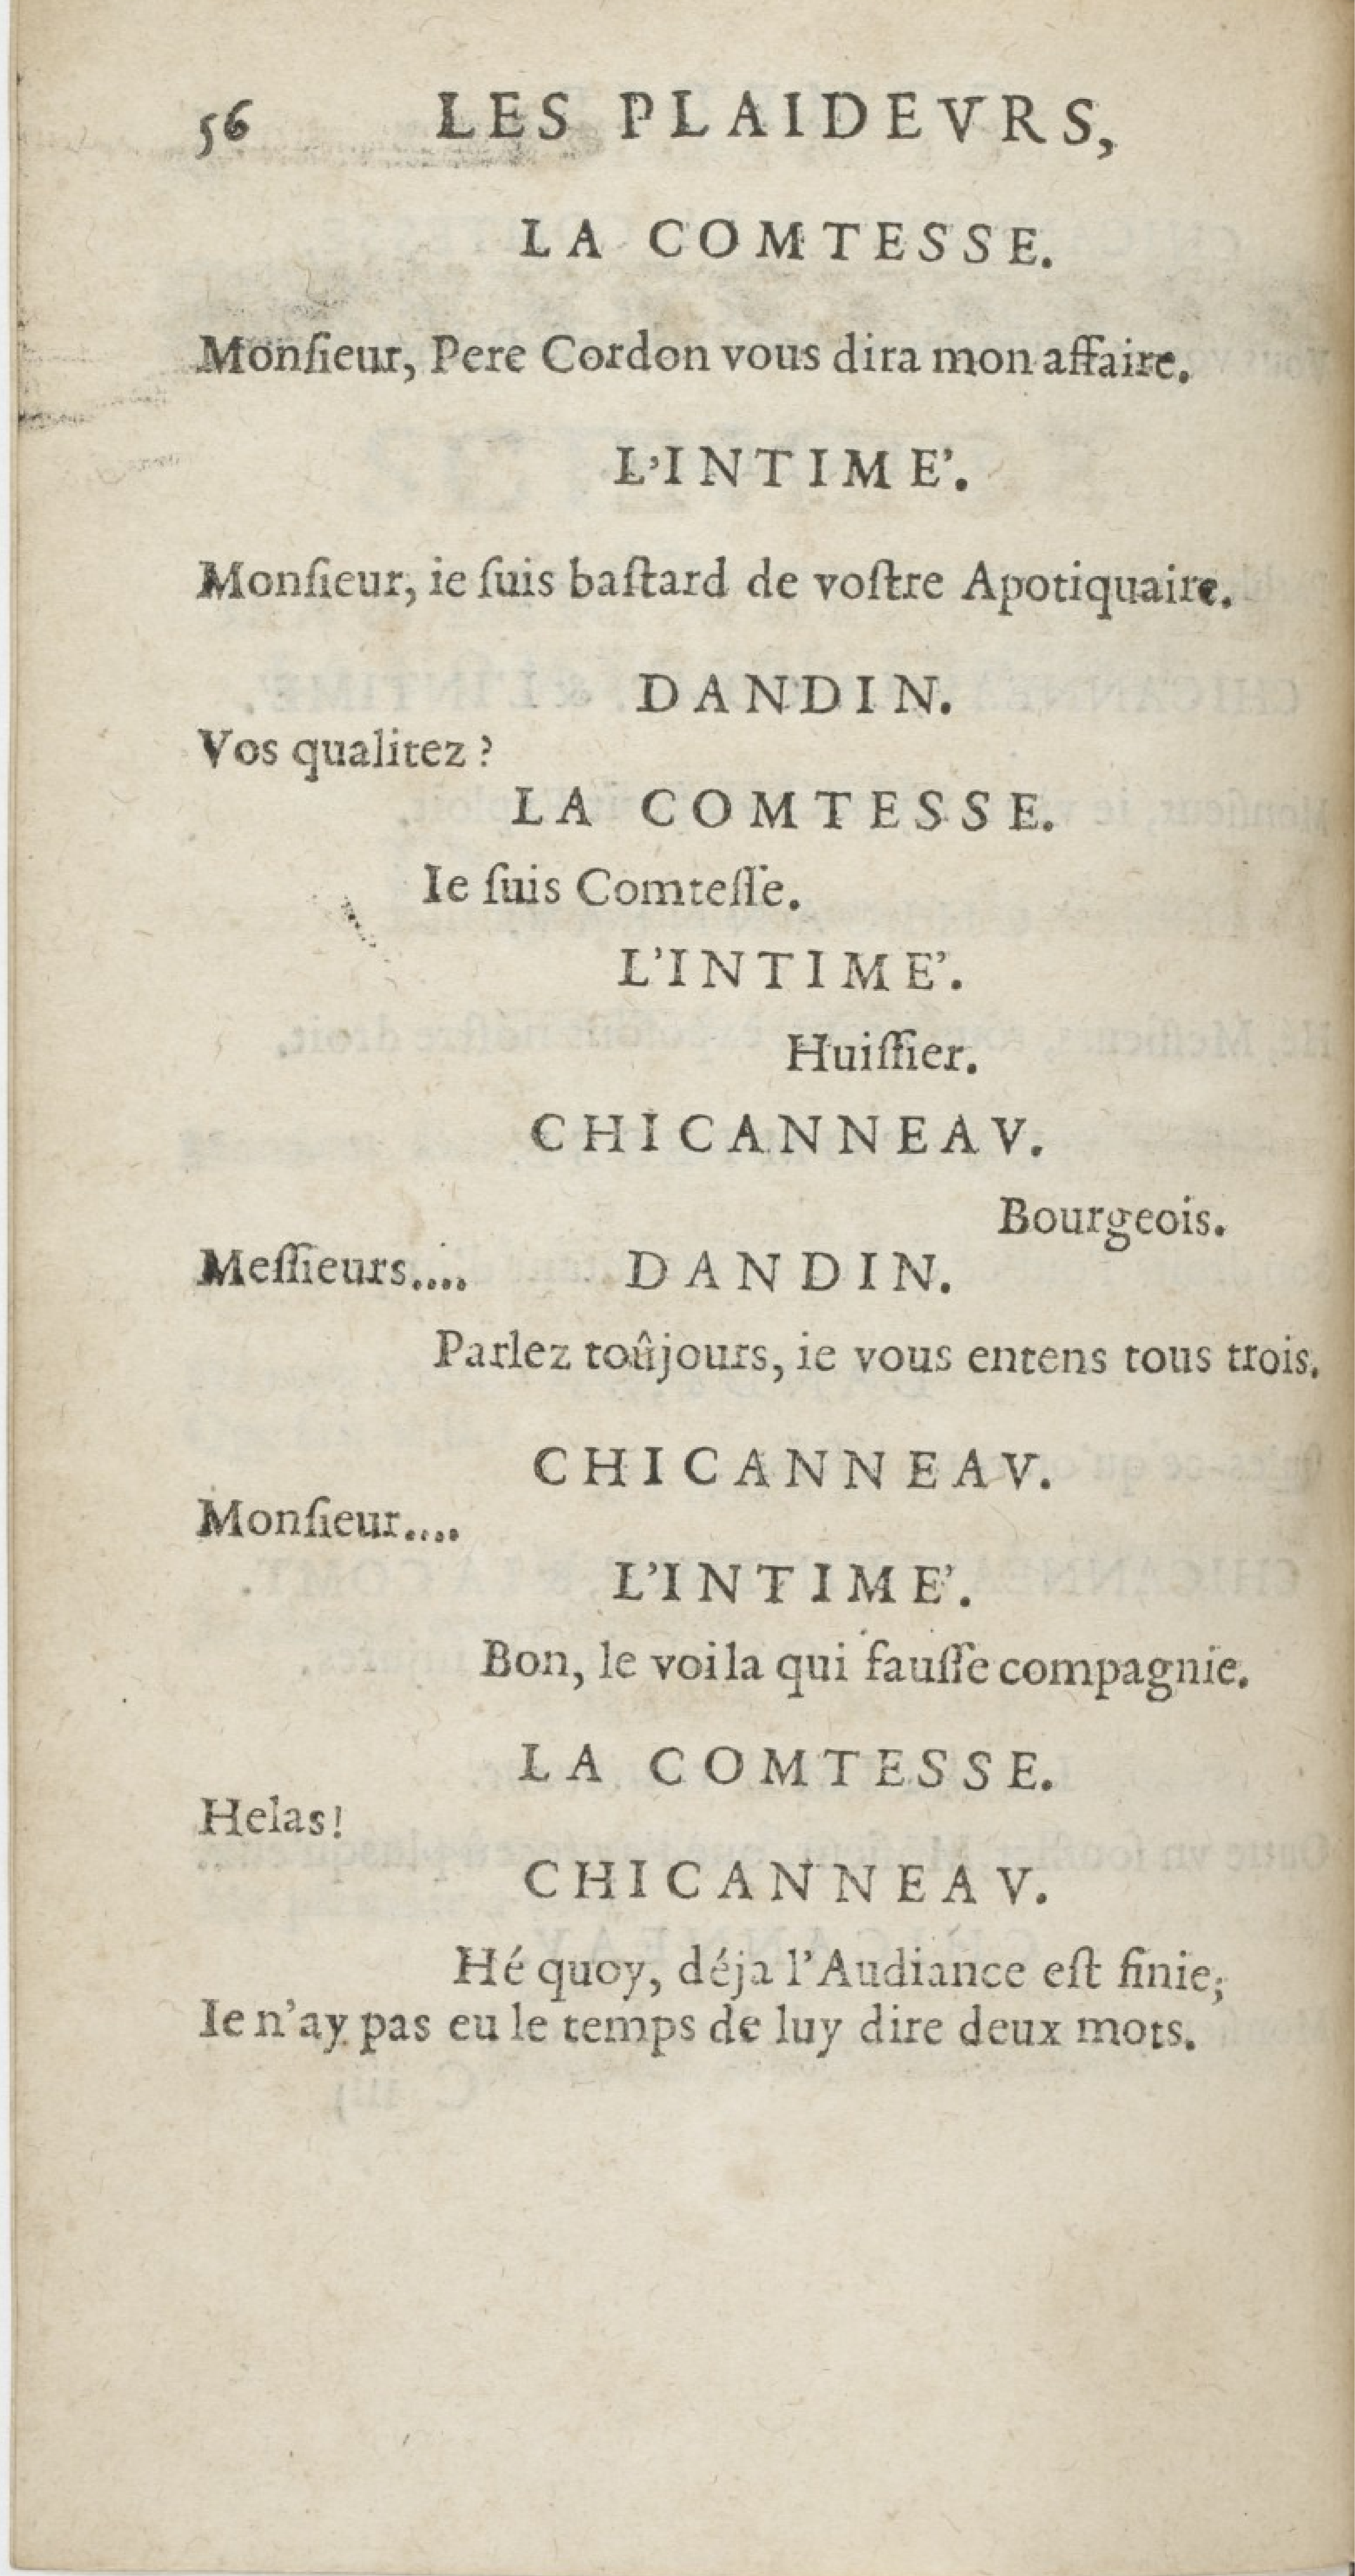 56 LES PLAIDEVRS,
LA COMTESSE.
Monſieur, Pere Cordon vous dira mon affaire.
L'INTIME'.
Monſieur, ie ſuis baſtard de voſtre Apotiquaire.
DANDIN.
Vos qualitez ?
LA COMTESSE.
Ie ſuis Comteſſe.
L'INTIME'.
Huiſſier.
CHICANNEAV.
Bourgeois.
Meſſieurs.... DANDIN.
Parlez toûjours, ie vous entens tous trois.
CHICANNEAV.
Monſieur....
L'INTIME'.
Bon, le voila qui fauſſe compagnie.
LA COMTESSE.
Helas!
CHICANNEAV.
Hé quoy, déja l'Audiance eſt finie;
Ie n'ay pas eu le temps de luy dire deux mots.